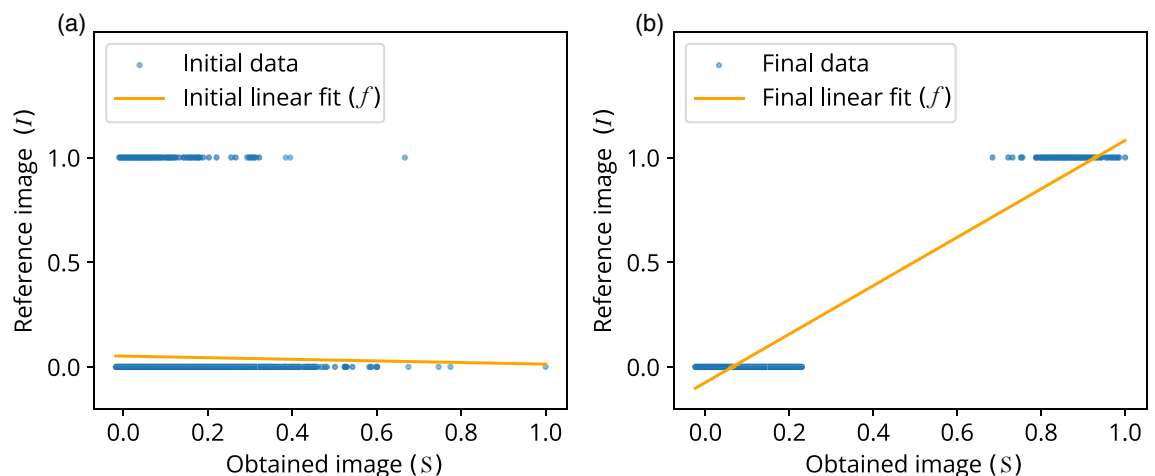 (a)
Initial data
Initial linear fit (f)
Reference image (I)
1.0
0.5
0.0
0.0 0.2 0.4 0.6 0.8 1.0
Obtained image (S)
(b)
Final data
Final linear fit (f)
Reference image (I)
1.0
0.5
0.0
0.0 0.2 0.4 0.6 0.8 1.0
Obtained image (S)